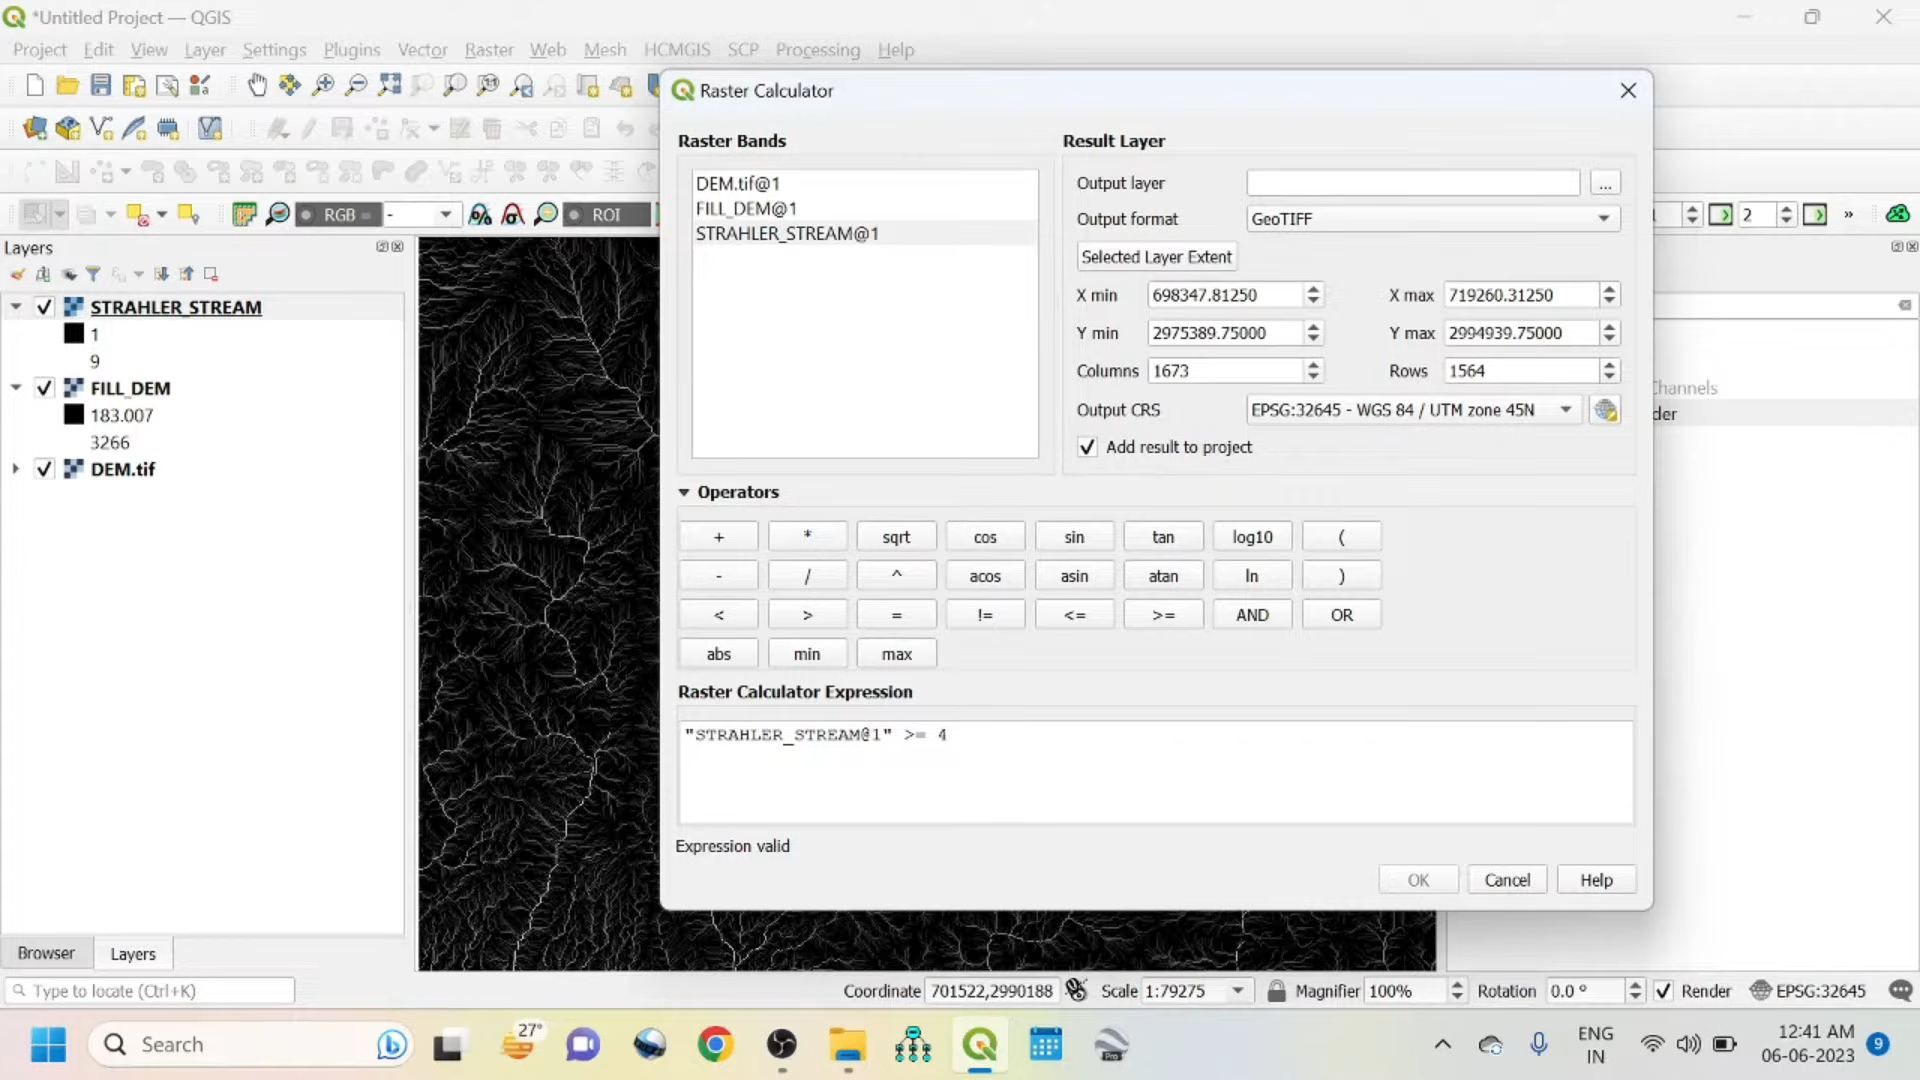 *Untitled Project — QGIS
Project Edit View Layer Settings Plugins Vector Raster Web Mesh HCMGIS SCP Processing Help
RGB = - ROI 2 »
Layers
STRAHLER_STREAM
1
9
FILL_DEM
183.007
3266
DEM.tif
Browser Layers
Raster Calculator
Raster Bands
DEM.tif@1
FILL_DEM@1
STRAHLER_STREAM@1
Result Layer
Output layer ...
Output format GeoTIFF
Selected Layer Extent
X min 698347.81250 X max 719260.31250
Y min 2975389.75000 Y max 2994939.75000
Columns 1673 Rows 1564
Output CRS EPSG:32645 - WGS 84 / UTM zone 45N
Add result to project
Operators
+ * sqrt cos sin tan log10 (
- / ^ acos asin atan ln )
< > = != <= >= AND OR
abs min max
Raster Calculator Expression
"STRAHLER_STREAM@1" >= 4
Expression valid
OK Cancel Help
Channels
der
Type to locate (Ctrl+K) Coordinate 701522,2990188 Scale 1:79275 Magnifier 100% Rotation 0.0 ° Render EPSG:32645
Search 27° Pro ENG 12:41 AM
IN 06-06-2023 9